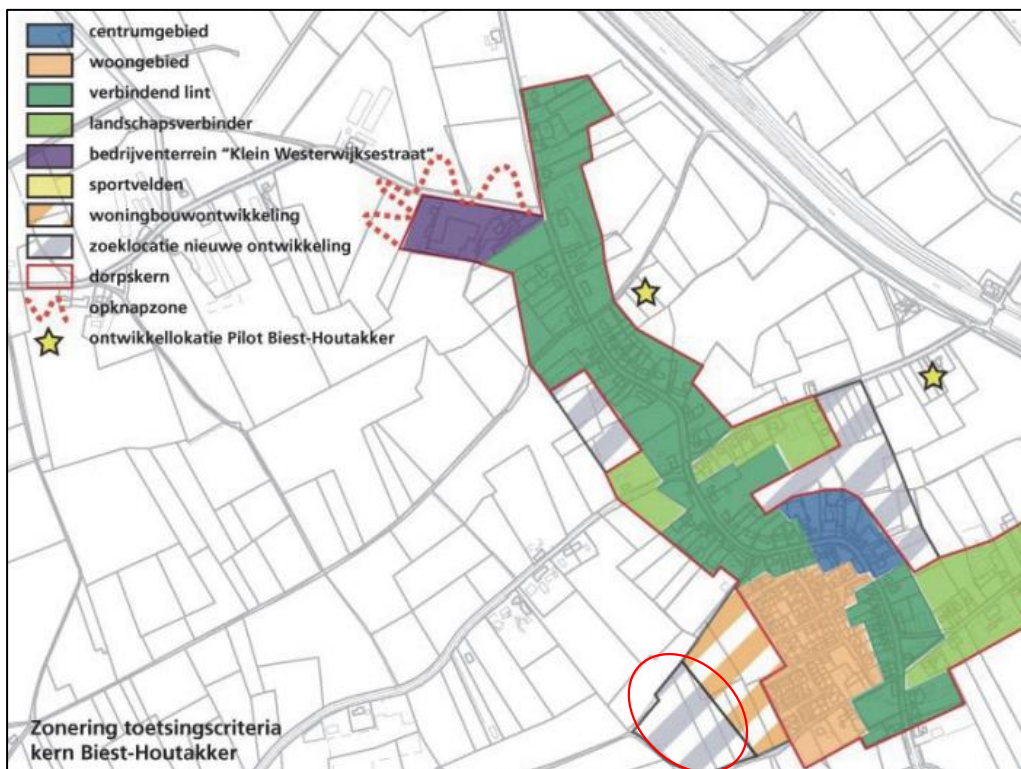 centrumgebied
woongebied
verbindend lint
landschapsverbinder
bedrijventerrein "Klein Westerwijksestraat"
sportvelden
woningbouwontwikkeling
zoeklocatie nieuwe ontwikkeling
dorpskern
opknapzone
ontwikkellokatie Pilot Biest-Houtakker
Zonering toetsingscriteria
kern Biest-Houtakker